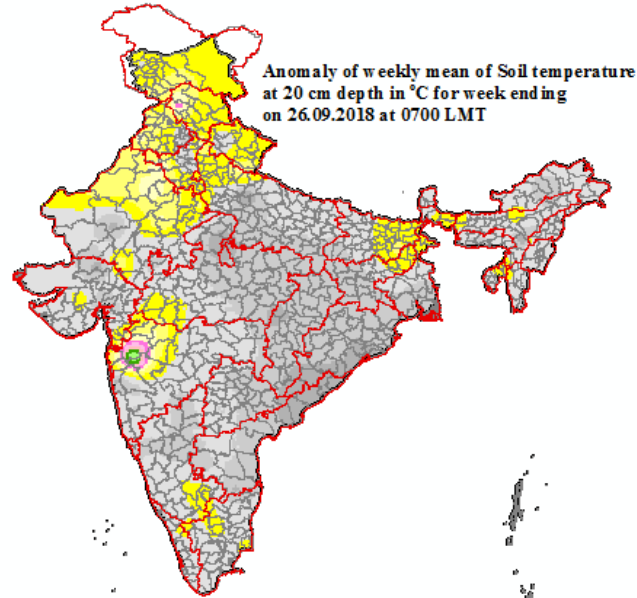 Anomaly of weekly mean of Soil temperature
at 20 cm depth in °C for week ending
on 26.09.2018 at 0700 LMT